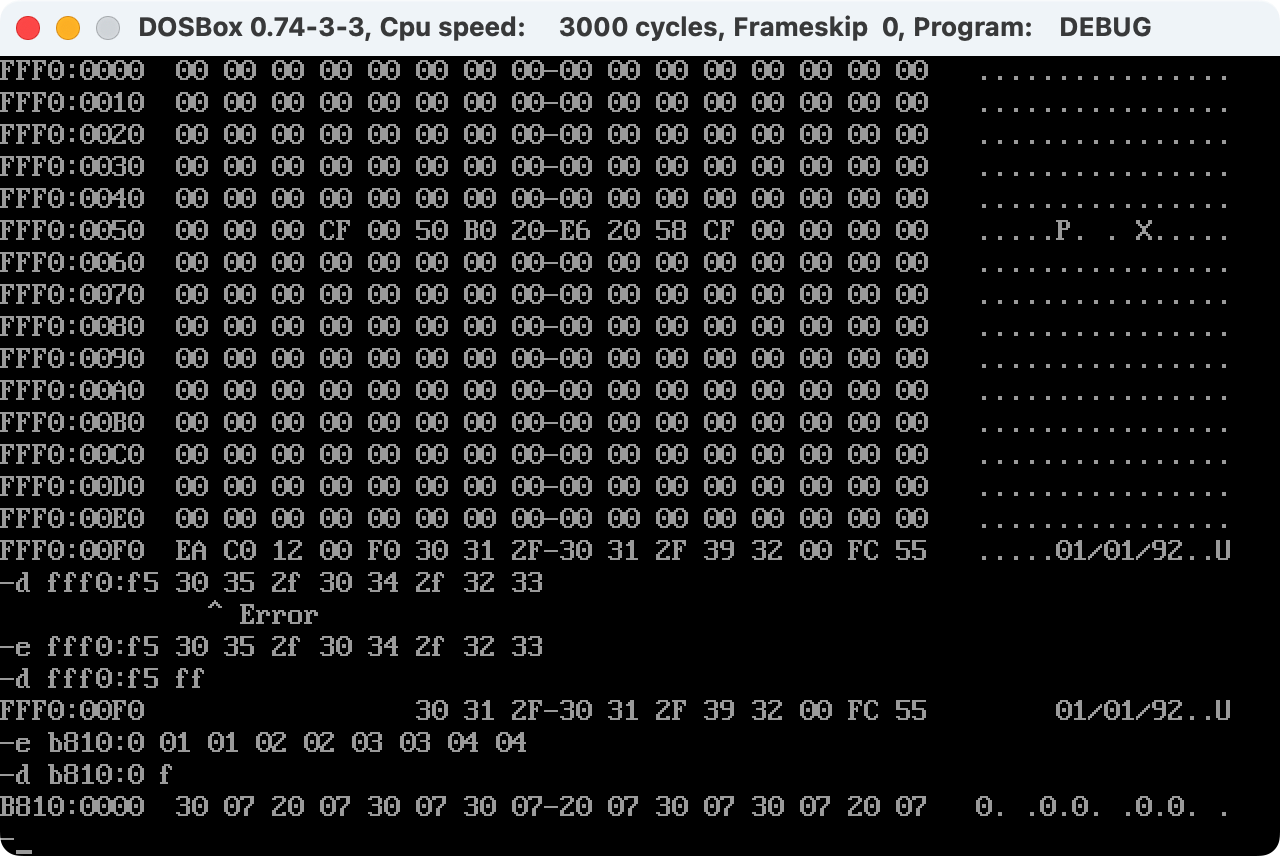 DOSBox 0.74-3-3, Cpu speed:    3000 cycles, Frameskip  0, Program:    DEBUG
FFF0:0000  00 00 00 00 00 00 00 00-00 00 00 00 00 00 00 00   ................
FFF0:0010  00 00 00 00 00 00 00 00-00 00 00 00 00 00 00 00   ................
FFF0:0020  00 00 00 00 00 00 00 00-00 00 00 00 00 00 00 00   ................
FFF0:0030  00 00 00 00 00 00 00 00-00 00 00 00 00 00 00 00   ................
FFF0:0040  00 00 00 00 00 00 00 00-00 00 00 00 00 00 00 00   ................
FFF0:0050  00 00 00 CF 00 50 B0 20-E6 20 58 CF 00 00 00 00   .....P. . X.....
FFF0:0060  00 00 00 00 00 00 00 00-00 00 00 00 00 00 00 00   ................
FFF0:0070  00 00 00 00 00 00 00 00-00 00 00 00 00 00 00 00   ................
FFF0:0080  00 00 00 00 00 00 00 00-00 00 00 00 00 00 00 00   ................
FFF0:0090  00 00 00 00 00 00 00 00-00 00 00 00 00 00 00 00   ................
FFF0:00A0  00 00 00 00 00 00 00 00-00 00 00 00 00 00 00 00   ................
FFF0:00B0  00 00 00 00 00 00 00 00-00 00 00 00 00 00 00 00   ................
FFF0:00C0  00 00 00 00 00 00 00 00-00 00 00 00 00 00 00 00   ................
FFF0:00D0  00 00 00 00 00 00 00 00-00 00 00 00 00 00 00 00   ................
FFF0:00E0  00 00 00 00 00 00 00 00-00 00 00 00 00 00 00 00   ................
FFF0:00F0  EA C0 12 00 F0 30 31 2F-30 31 2F 39 32 00 FC 55   .....01/01/92..U
-d fff0:f5 30 35 2f 30 34 2f 32 33
             ^ Error
-e fff0:f5 30 35 2f 30 34 2f 32 33
-d fff0:f5 ff
FFF0:00F0                 30 31 2F-30 31 2F 39 32 00 FC 55        01/01/92..U
-e b810:0 01 01 02 02 03 03 04 04
-d b810:0 f
B810:0000  30 07 20 07 30 07 30 07-20 07 30 07 30 07 20 07   0. .0.0. .0.0. .
-_